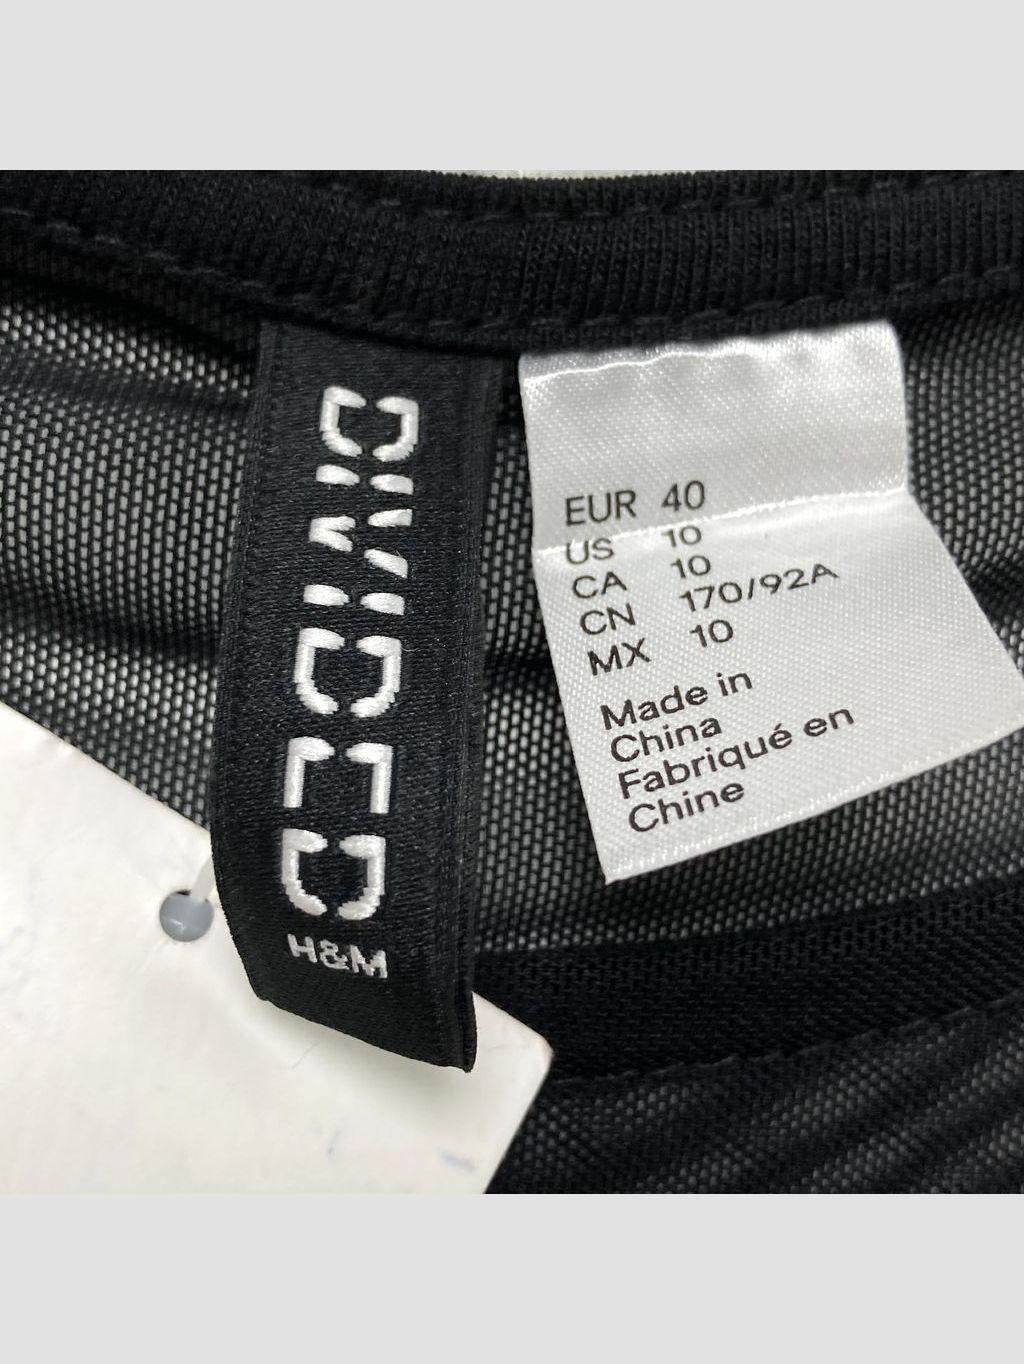 DIVIDED
H&M
EUR 40
US 10
CA 10
CN 170/92A
MX 10
Made in
China
Fabriqué en
Chine